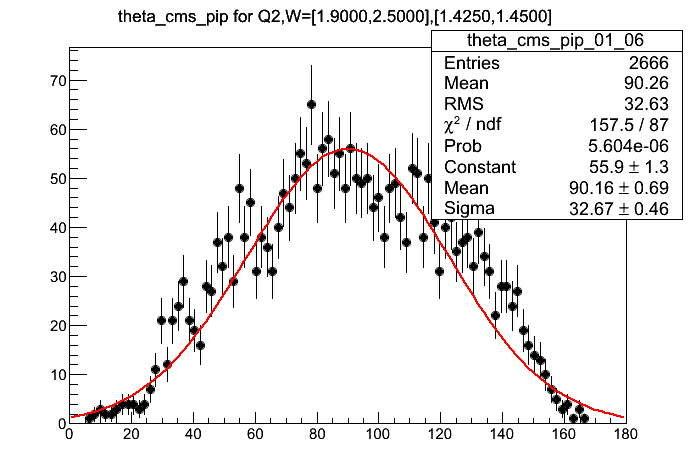 theta_cms_pip for Q2,W=[1.9000,2.5000],[1.4250,1.4500]
theta_cms_pip_01_06
Entries 2666
Mean 90.26
RMS 32.63
χ² / ndf 157.5 / 87
Prob 5.604e-06
Constant 55.9 ± 1.3
Mean 90.16 ± 0.69
Sigma 32.67 ± 0.46
70
60
50
40
30
20
10
0
0 20 40 60 80 100 120 140 160 180